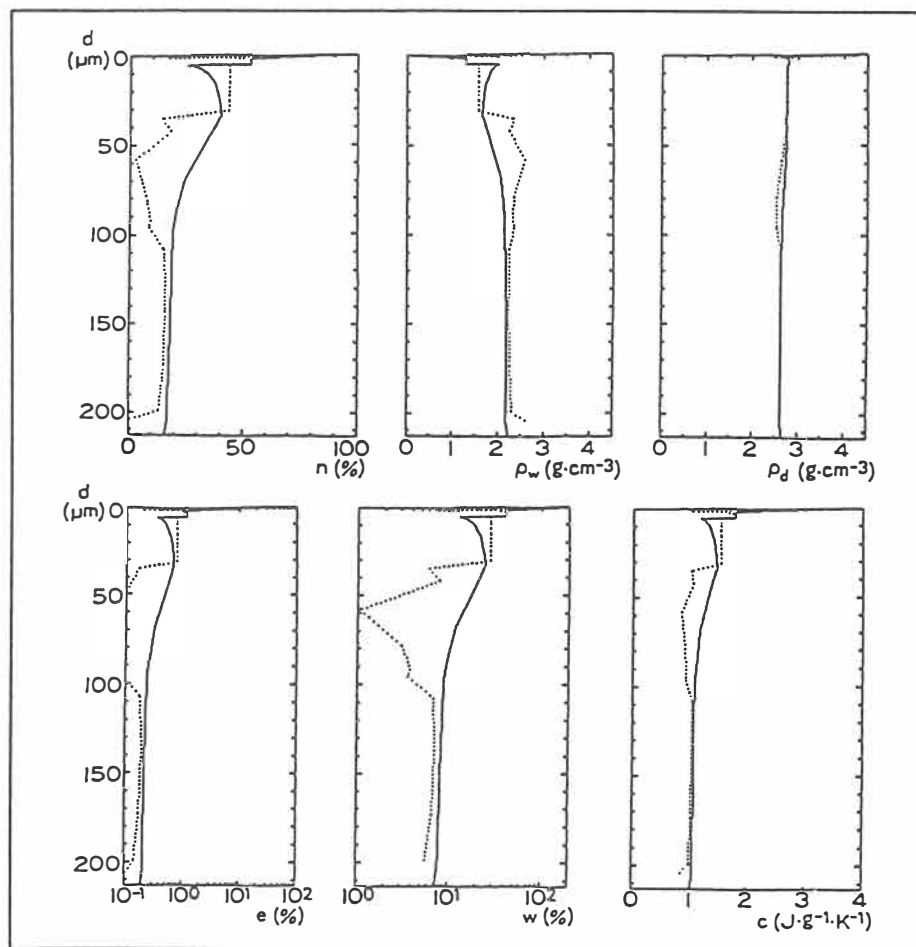 d
(μm)
0
50
100
150
200
0 50 100
n (%)
0 1 2 3 4
ρw (g·cm-3)
0 1 2 3 4
ρd (g·cm-3)
d
(μm)
0
50
100
150
200
10-1 100 101 102
e (%)
100 101 102
w (%)
0 1 2 3 4
c (J·g-1·K-1)